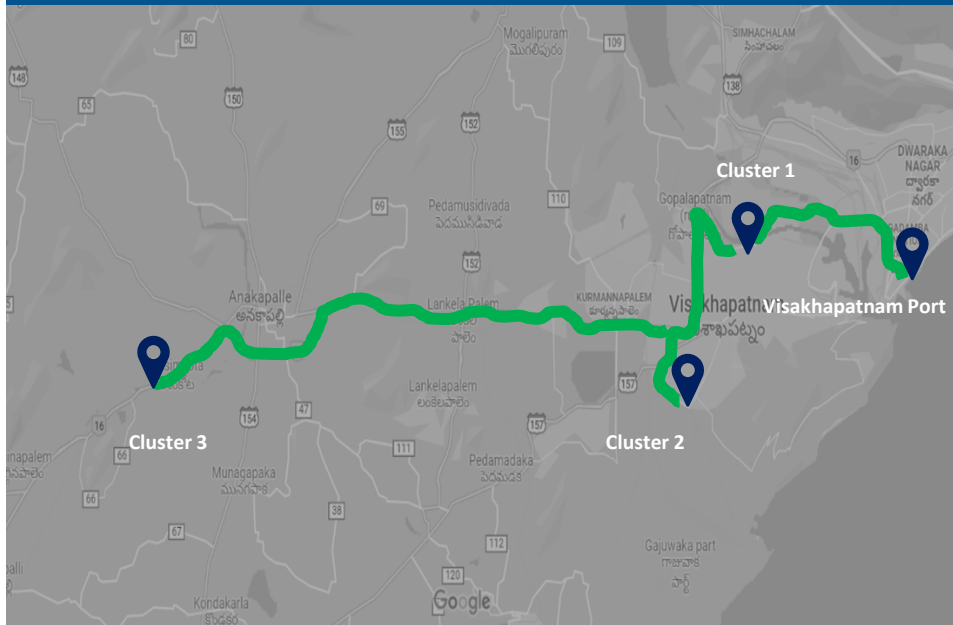 Mogalipuram
మొగలిపురం
SIMHACHALAM
సింహాచలం
80
109
148
138
65
150
155
152
16
DWARAKA
NAGAR
ద్వారకా
నగర్
Cluster 1
110
69
Pedamusidivada
పెదముసిడివాడ
Gopalapatnam
152
Anakapalle
అనకాపల్లి
Lankela Palem
పాలెం
KURMANNAPALEM
కూర్మన్నపాలెం
Visakhapatnam
Visakhapatnam Port
157
Lankelapalem
లంకెలపాలెం
47
154
16
157
Cluster 3
Cluster 2
66
111
Munagapaka
మునగపాక
Pedamadaka
పెదమడక
66
38
67
112
Gajuwaka part
గాజువాక
పార్ట్
120
Google
Kondakarla